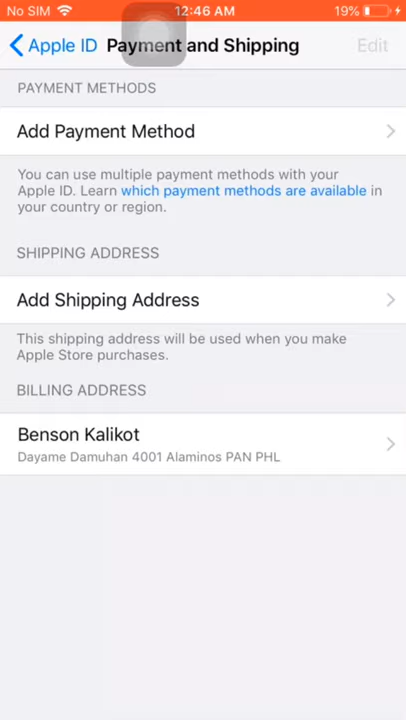 No SIM 12:46 AM 19%
Apple ID Payment and Shipping Edit
PAYMENT METHODS
Add Payment Method
You can use multiple payment methods with your
Apple ID. Learn which payment methods are available in
your country or region.
SHIPPING ADDRESS
Add Shipping Address
This shipping address will be used when you make
Apple Store purchases.
BILLING ADDRESS
Benson Kalikot
Dayame Damuhan 4001 Alaminos PAN PHL